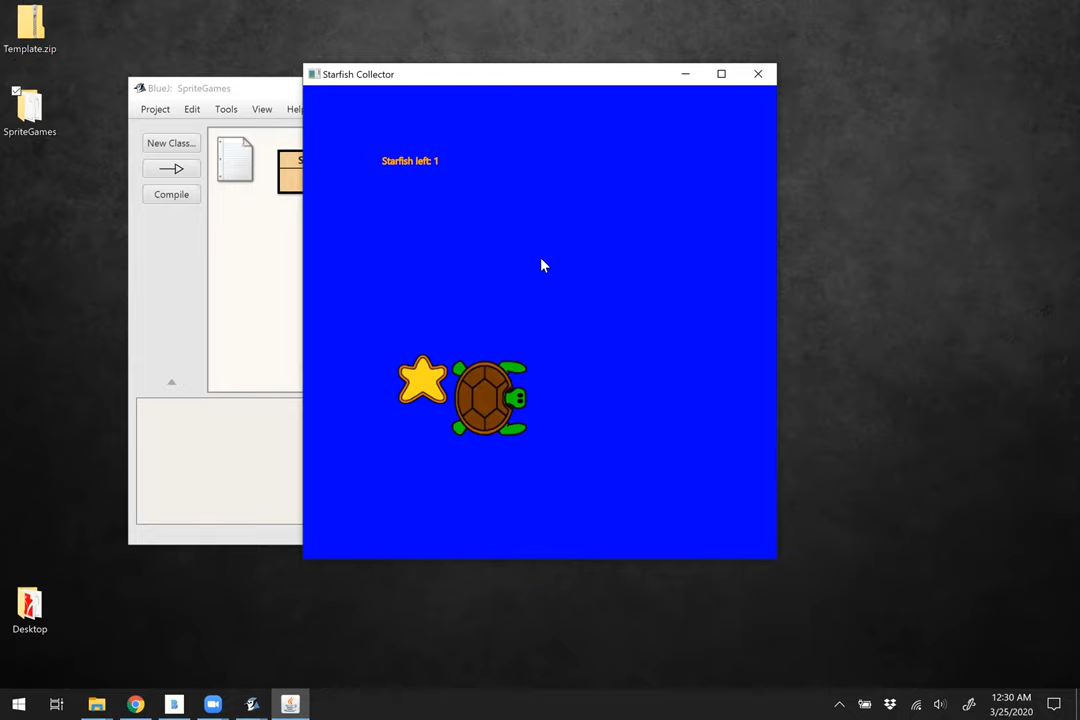 Template.zip
SpriteGames
Desktop
BlueJ: SpriteGames
Project Edit Tools View Help
New Class...
Compile
S
Starfish Collector
Starfish left: 1
12:30 AM
3/25/2020